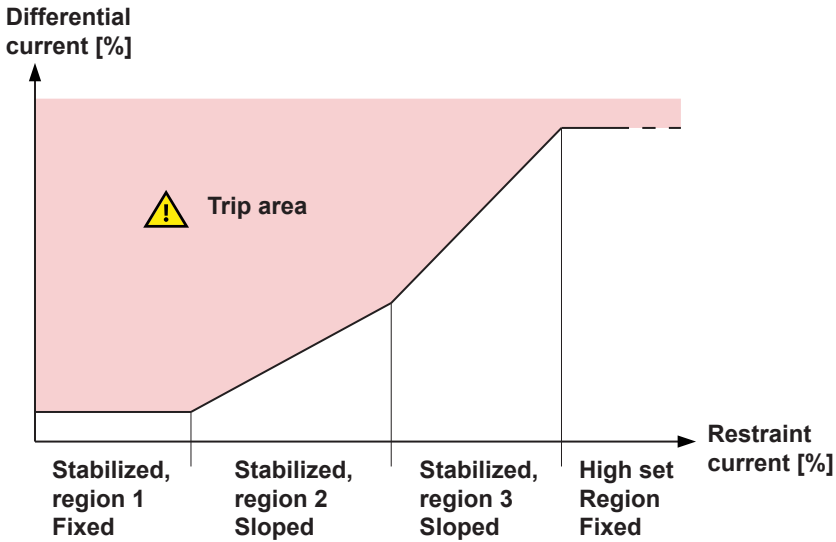 Differential
current [%]
!
Trip area
Restraint
current [%]
Stabilized,
region 1
Fixed
Stabilized,
region 2
Sloped
Stabilized,
region 3
Sloped
High set
Region
Fixed